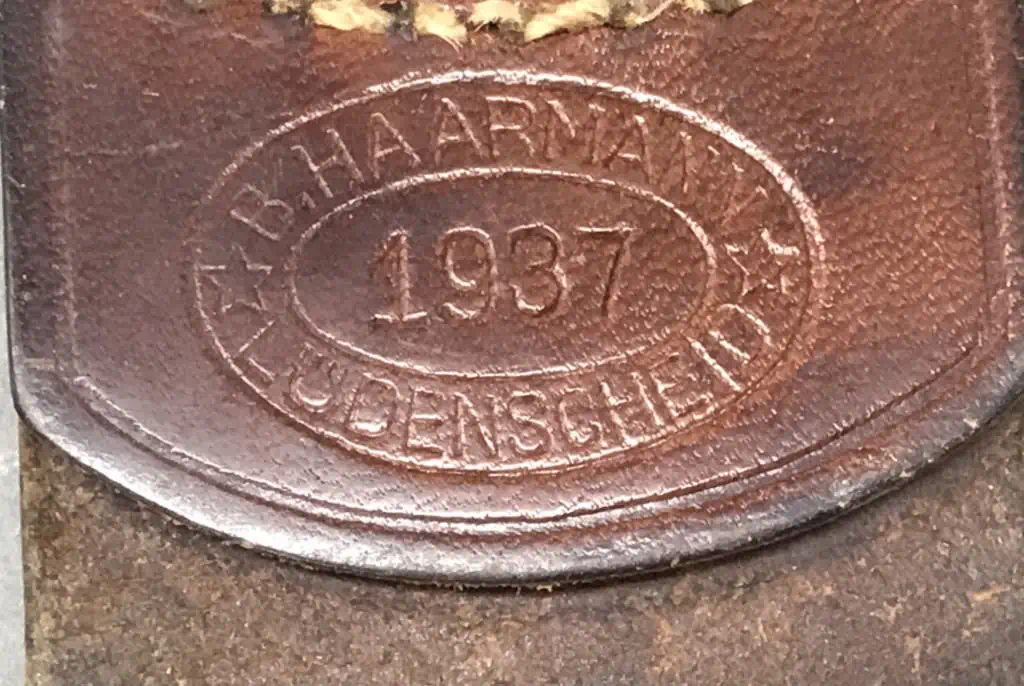 B. HAARMANN
1937
LÜDENSCHEID